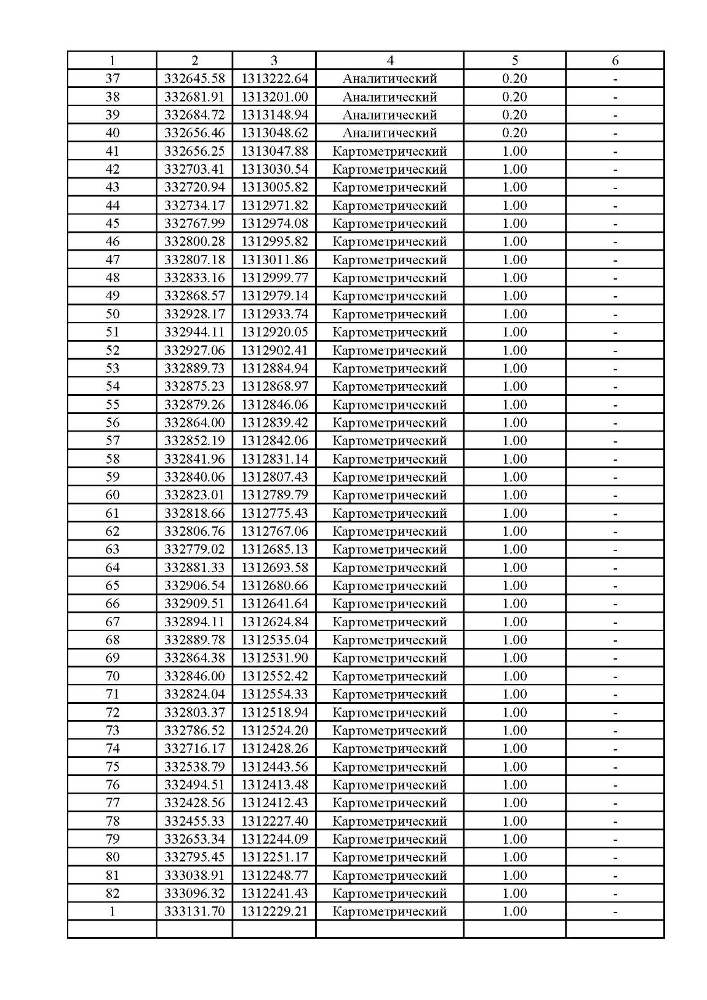 1 2 3 4 5 6
37 332645.58 1313222.64 Аналитический 0.20 -
38 332681.91 1313201.00 Аналитический 0.20 -
39 332684.72 1313148.94 Аналитический 0.20 -
40 332656.46 1313048.62 Аналитический 0.20 -
41 332656.25 1313047.88 Картометрический 1.00 -
42 332703.41 1313030.54 Картометрический 1.00 -
43 332720.94 1313005.82 Картометрический 1.00 -
44 332734.17 1312971.82 Картометрический 1.00 -
45 332767.99 1312974.08 Картометрический 1.00 -
46 332800.28 1312995.82 Картометрический 1.00 -
47 332807.18 1313011.86 Картометрический 1.00 -
48 332833.16 1312999.77 Картометрический 1.00 -
49 332868.57 1312979.14 Картометрический 1.00 -
50 332928.17 1312933.74 Картометрический 1.00 -
51 332944.11 1312920.05 Картометрический 1.00 -
52 332927.06 1312902.41 Картометрический 1.00 -
53 332889.73 1312884.94 Картометрический 1.00 -
54 332875.23 1312868.97 Картометрический 1.00 -
55 332879.26 1312846.06 Картометрический 1.00 -
56 332864.00 1312839.42 Картометрический 1.00 -
57 332852.19 1312842.06 Картометрический 1.00 -
58 332841.96 1312831.14 Картометрический 1.00 -
59 332840.06 1312807.43 Картометрический 1.00 -
60 332823.01 1312789.79 Картометрический 1.00 -
61 332818.66 1312775.43 Картометрический 1.00 -
62 332806.76 1312767.06 Картометрический 1.00 -
63 332779.02 1312685.13 Картометрический 1.00 -
64 332881.33 1312693.58 Картометрический 1.00 -
65 332906.54 1312680.66 Картометрический 1.00 -
66 332909.51 1312641.64 Картометрический 1.00 -
67 332894.11 1312624.84 Картометрический 1.00 -
68 332889.78 1312535.04 Картометрический 1.00 -
69 332864.38 1312531.90 Картометрический 1.00 -
70 332846.00 1312552.42 Картометрический 1.00 -
71 332824.04 1312554.33 Картометрический 1.00 -
72 332803.37 1312518.94 Картометрический 1.00 -
73 332786.52 1312524.20 Картометрический 1.00 -
74 332716.17 1312428.26 Картометрический 1.00 -
75 332538.79 1312443.56 Картометрический 1.00 -
76 332494.51 1312413.48 Картометрический 1.00 -
77 332428.56 1312412.43 Картометрический 1.00 -
78 332455.33 1312227.40 Картометрический 1.00 -
79 332653.34 1312244.09 Картометрический 1.00 -
80 332795.45 1312251.17 Картометрический 1.00 -
81 333038.91 1312248.77 Картометрический 1.00 -
82 333096.32 1312241.43 Картометрический 1.00 -
1 333131.70 1312229.21 Картометрический 1.00 -